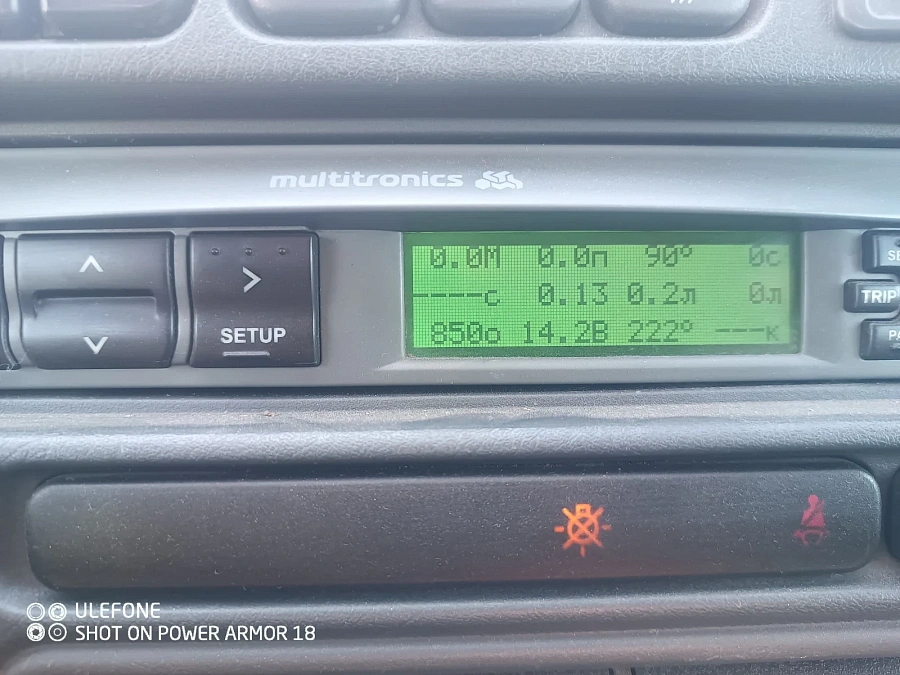 multitronics
0.0М 0.0п 90° 0с
----с 0.13 0.2л 0л
850о 14.2В 222° ---к
SETUP
TRIP
ULEFONE
SHOT ON POWER ARMOR 18